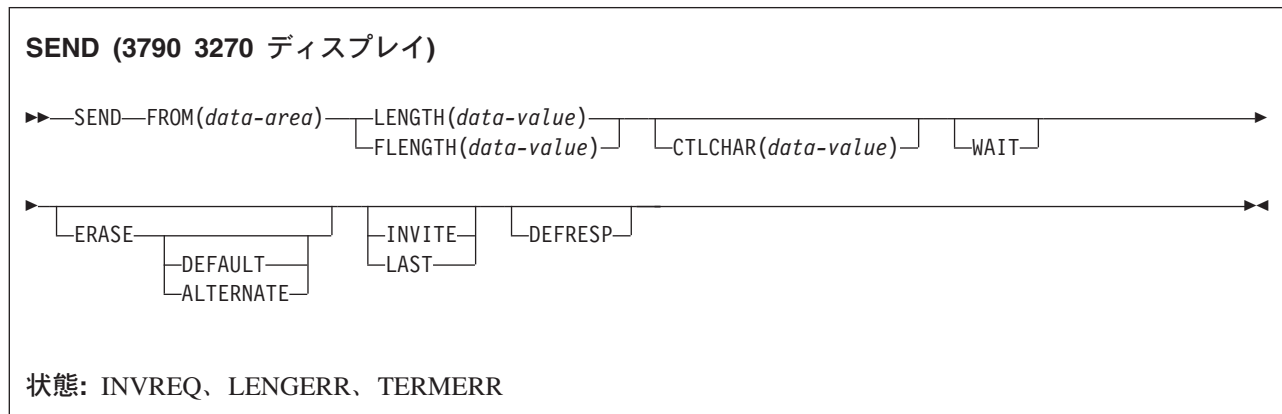 SEND (3790 3270 ディスプレイ)
SEND FROM(data-area) LENGTH(data-value)
FLENGTH(data-value) CTLCHAR(data-value) WAIT
ERASE INVITE DEFRESP
DEFAULT LAST
ALTERNATE
状態: INVREQ、LENGERR、TERMERR